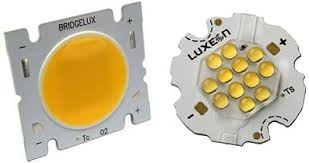 BRIDGELUX
+
-
Tc 02
LUXEON
+
-
Ts